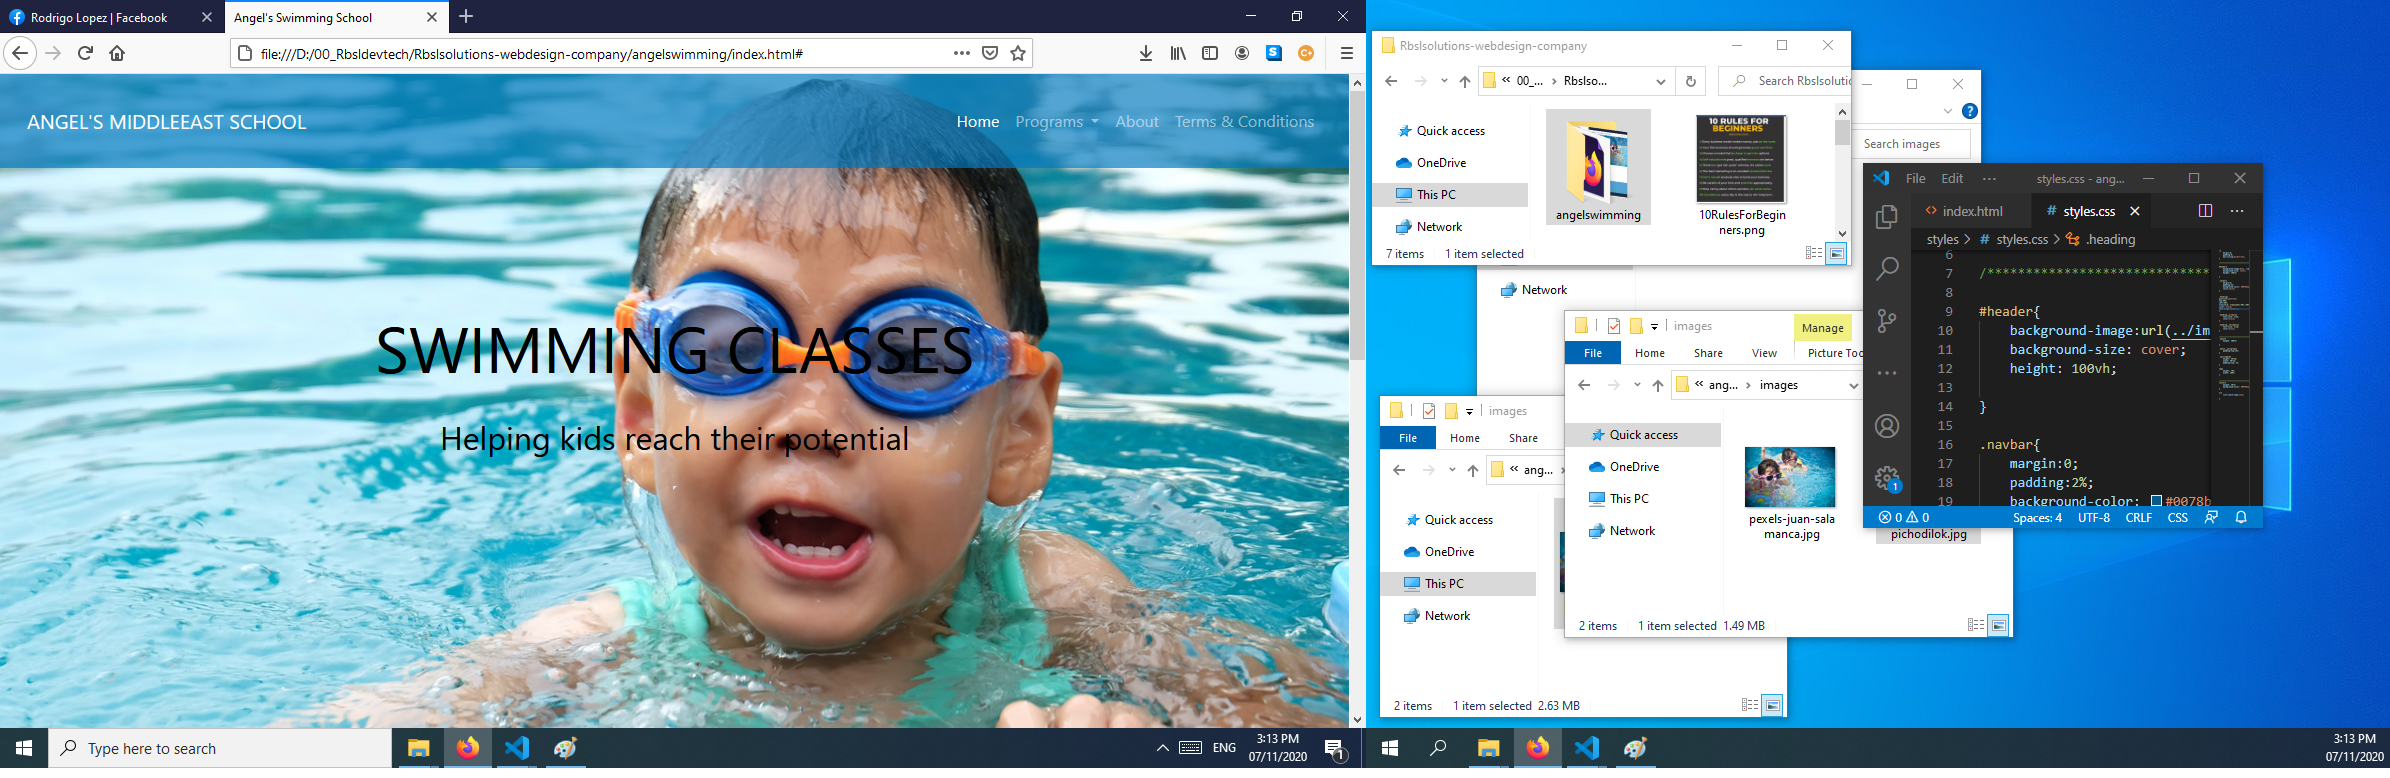 Rodrigo Lopez | Facebook
Angel's Swimming School
file:///D:/00_Rbsldevtech/Rbslsolutions-webdesign-company/angelswimming/index.html#
ANGEL'S MIDDLEEAST SCHOOL
Home
Programs
About
Terms & Conditions
SWIMMING CLASSES
Helping kids reach their potential
Type here to search
ENG
3:13 PM
07/11/2020
1
Rbslsolutions-webdesign-company
« 00_... > Rbslso...
Search Rbslsolutio
Quick access
OneDrive
This PC
Network
angelswimming
10 RULES FOR
BEGINNERS
10RulesForBegin
ners.png
7 items
1 item selected
Search images
Network
images
Manage
File
Home
Share
View
Picture Too
« ang... > images
Quick access
OneDrive
This PC
Network
pexels-juan-sala
manca.jpg
pichodilok.jpg
2 items
1 item selected 1.49 MB
images
File
Home
Share
« ang...
Quick access
OneDrive
This PC
Network
2 items
1 item selected 2.63 MB
File
Edit
...
styles.css - ang...
index.html
# styles.css
styles > # styles.css > .heading
6
7 /*****************************
8
9 #header{
10 background-image:url(../im
11 background-size: cover;
12 height: 100vh;
13
14 }
15
16 .navbar{
17 margin:0;
18 padding:2%;
19 background-color: #0078b
1
0 0
Spaces: 4
UTF-8
CRLF
CSS
3:13 PM
07/11/2020